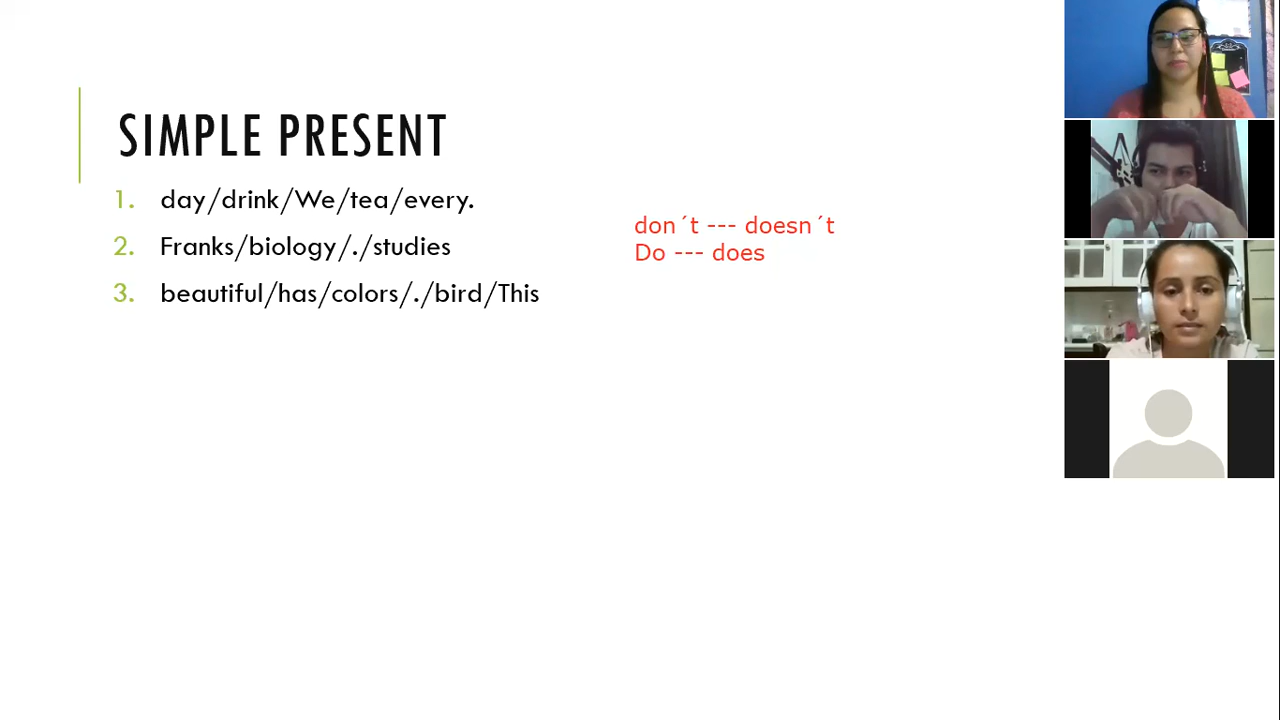 SIMPLE PRESENT
1. day/drink/We/tea/every.
2. Franks/biology/./studies
3. beautiful/has/colors/./bird/This
don´t --- doesn´t
Do --- does